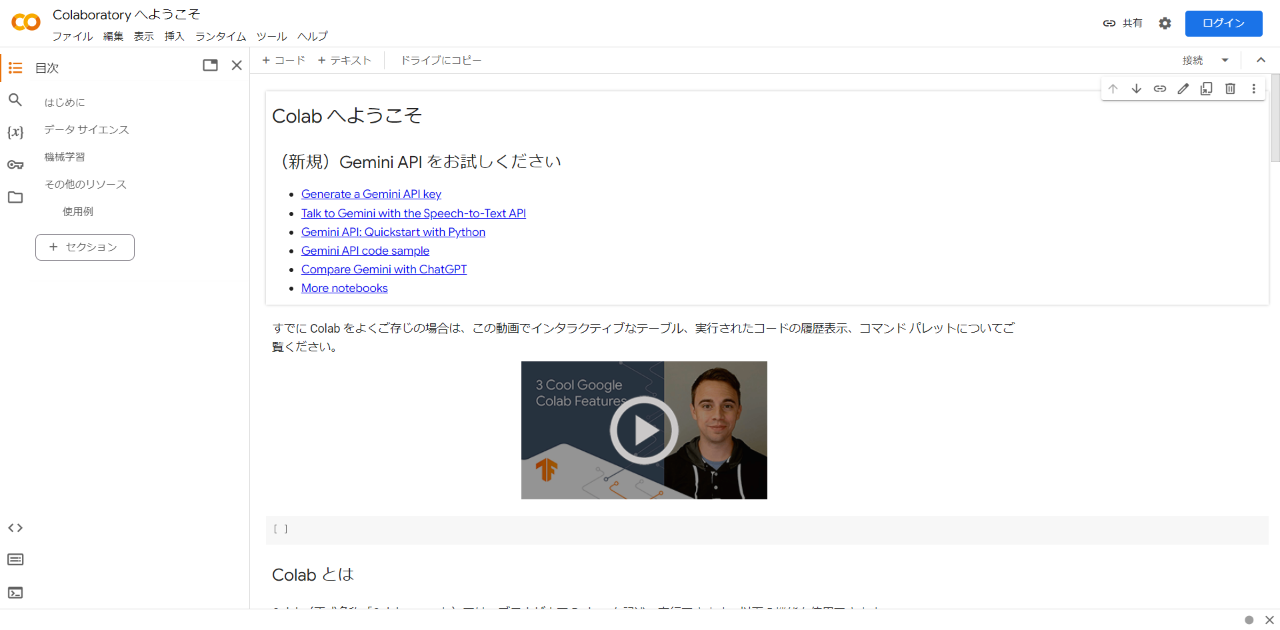 Colaboratory へようこそ
ファイル 編集 表示 挿入 ランタイム ツール ヘルプ
共有
ログイン
目次
はじめに
データ サイエンス
機械学習
その他のリソース
使用例
+ セクション
+ コード + テキスト ドライブにコピー
接続
Colab へようこそ
（新規）Gemini API をお試しください
• Generate a Gemini API key
• Talk to Gemini with the Speech-to-Text API
• Gemini API: Quickstart with Python
• Gemini API code sample
• Compare Gemini with ChatGPT
• More notebooks
すでに Colab をよくご存じの場合は、この動画でインタラクティブなテーブル、実行されたコードの履歴表示、コマンド パレットについてご
覧ください。
3 Cool Google
Colab Features
[ ]
Colab とは